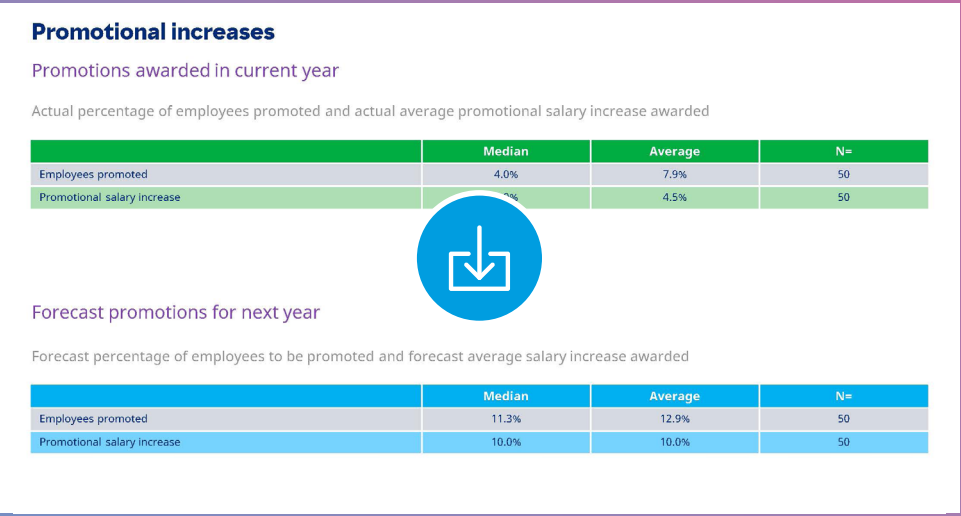 Promotional increases
Promotions awarded in current year
Actual percentage of employees promoted and actual average promotional salary increase awarded
Median Average N=
Employees promoted 4.0% 7.9% 50
Promotional salary increase 4.5% 50
Forecast promotions for next year
Forecast percentage of employees to be promoted and forecast average salary increase awarded
Median Average N=
Employees promoted 11.3% 12.9% 50
Promotional salary increase 10.0% 10.0% 50